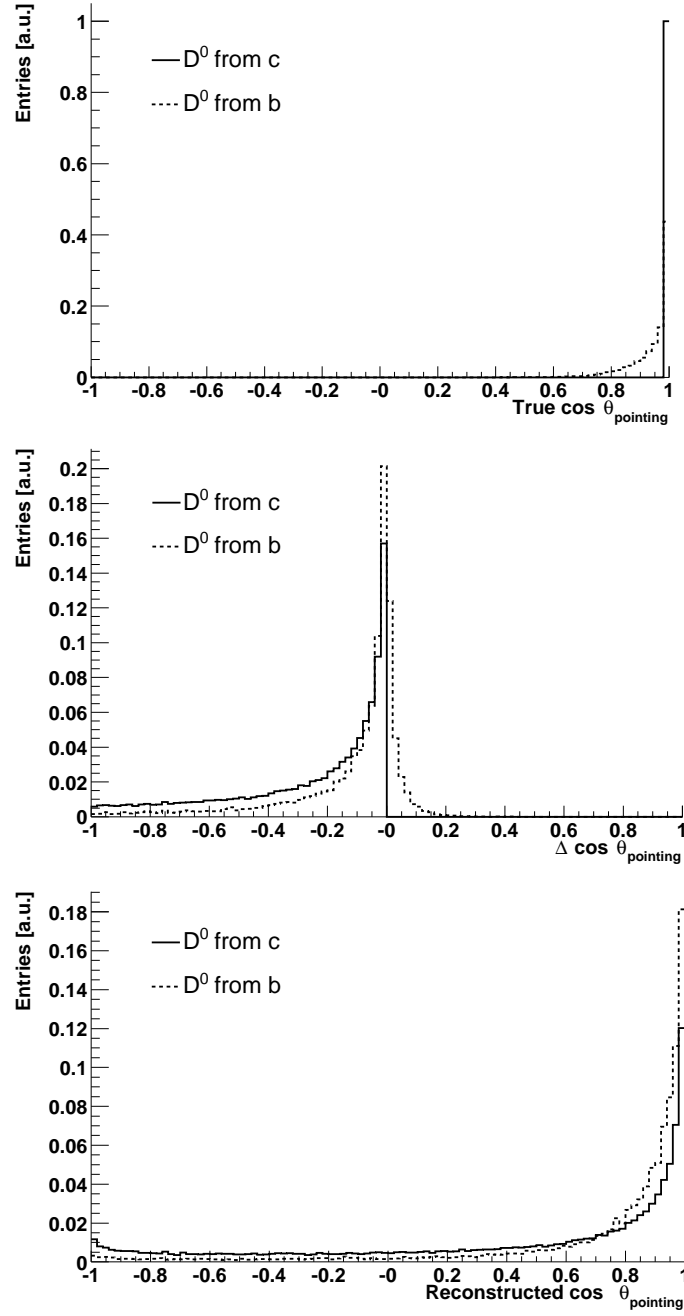 Entries [a.u.]
1
0.8
0.6
0.4
0.2
0
D0 from c
D0 from b
-1 -0.8 -0.6 -0.4 -0.2 -0 0.2 0.4 0.6 0.8 1
True cos θpointing
Entries [a.u.]
0.2
0.18
0.16
0.14
0.12
0.1
0.08
0.06
0.04
0.02
0
D0 from c
D0 from b
-1 -0.8 -0.6 -0.4 -0.2 -0 0.2 0.4 0.6 0.8 1
Δ cos θpointing
Entries [a.u.]
0.18
0.16
0.14
0.12
0.1
0.08
0.06
0.04
0.02
0
D0 from c
D0 from b
-1 -0.8 -0.6 -0.4 -0.2 -0 0.2 0.4 0.6 0.8 1
Reconstructed cos θpointing